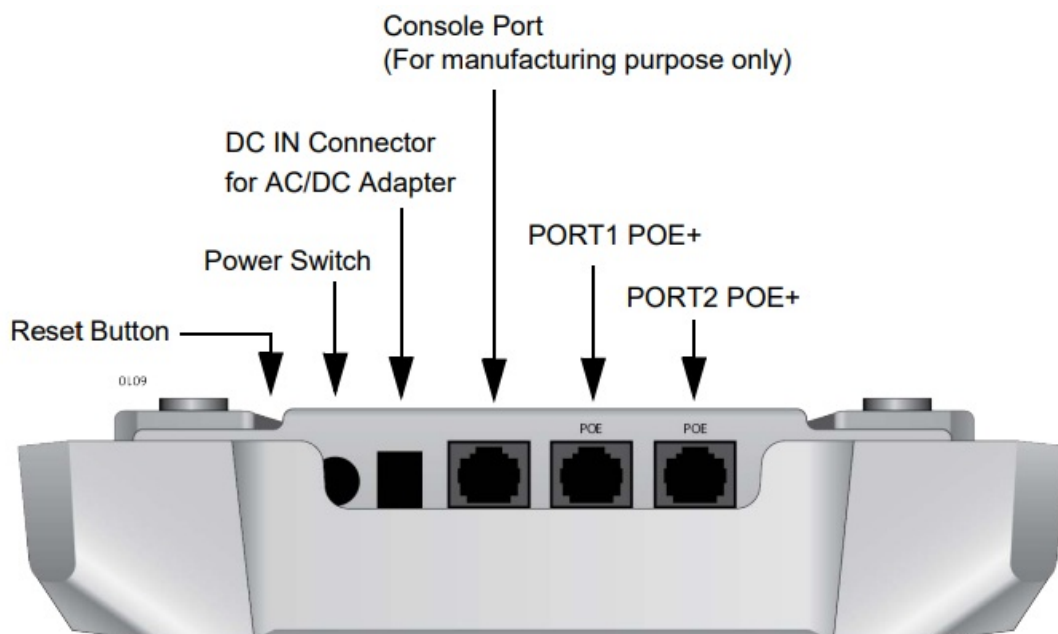 Console Port
(For manufacturing purpose only)
DC IN Connector
for AC/DC Adapter
PORT1 POE+
Power Switch
PORT2 POE+
Reset Button
0109
POE
POE